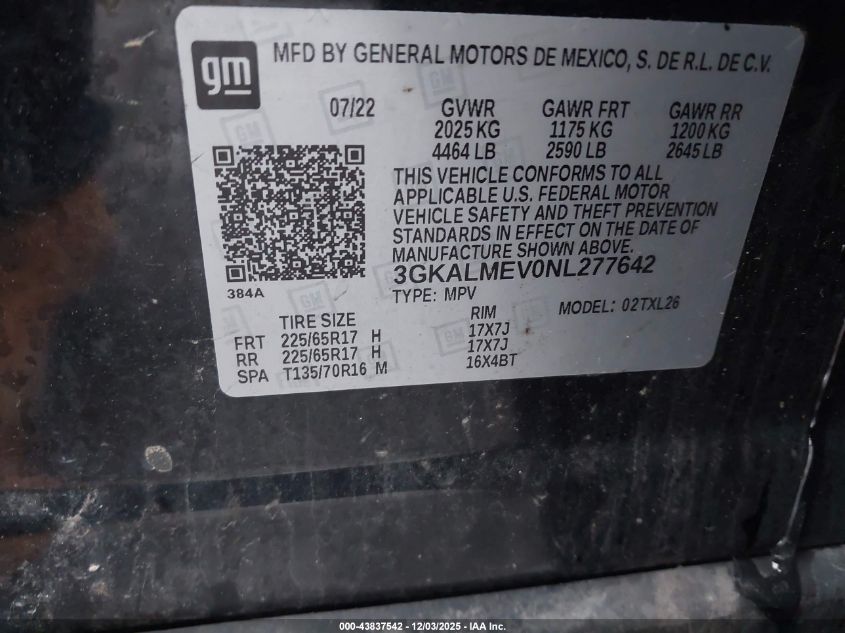 gm
MFD BY GENERAL MOTORS DE MEXICO, S. DE R.L. DE C.V.
07/22 GVWR GAWR FRT GAWR RR
2025 KG 1175 KG 1200 KG
4464 LB 2590 LB 2645 LB
THIS VEHICLE CONFORMS TO ALL
APPLICABLE U.S. FEDERAL MOTOR
VEHICLE SAFETY AND THEFT PREVENTION
STANDARDS IN EFFECT ON THE DATE OF
MANUFACTURE SHOWN ABOVE.
3GKALMEV0NL277642
384A
TYPE: MPV MODEL: 02TXL26
TIRE SIZE RIM
FRT 225/65R17 H 17X7J
RR 225/65R17 H 17X7J
SPA T135/70R16 M 16X4BT
000-43837542 - 12/03/2025 - IAA Inc.